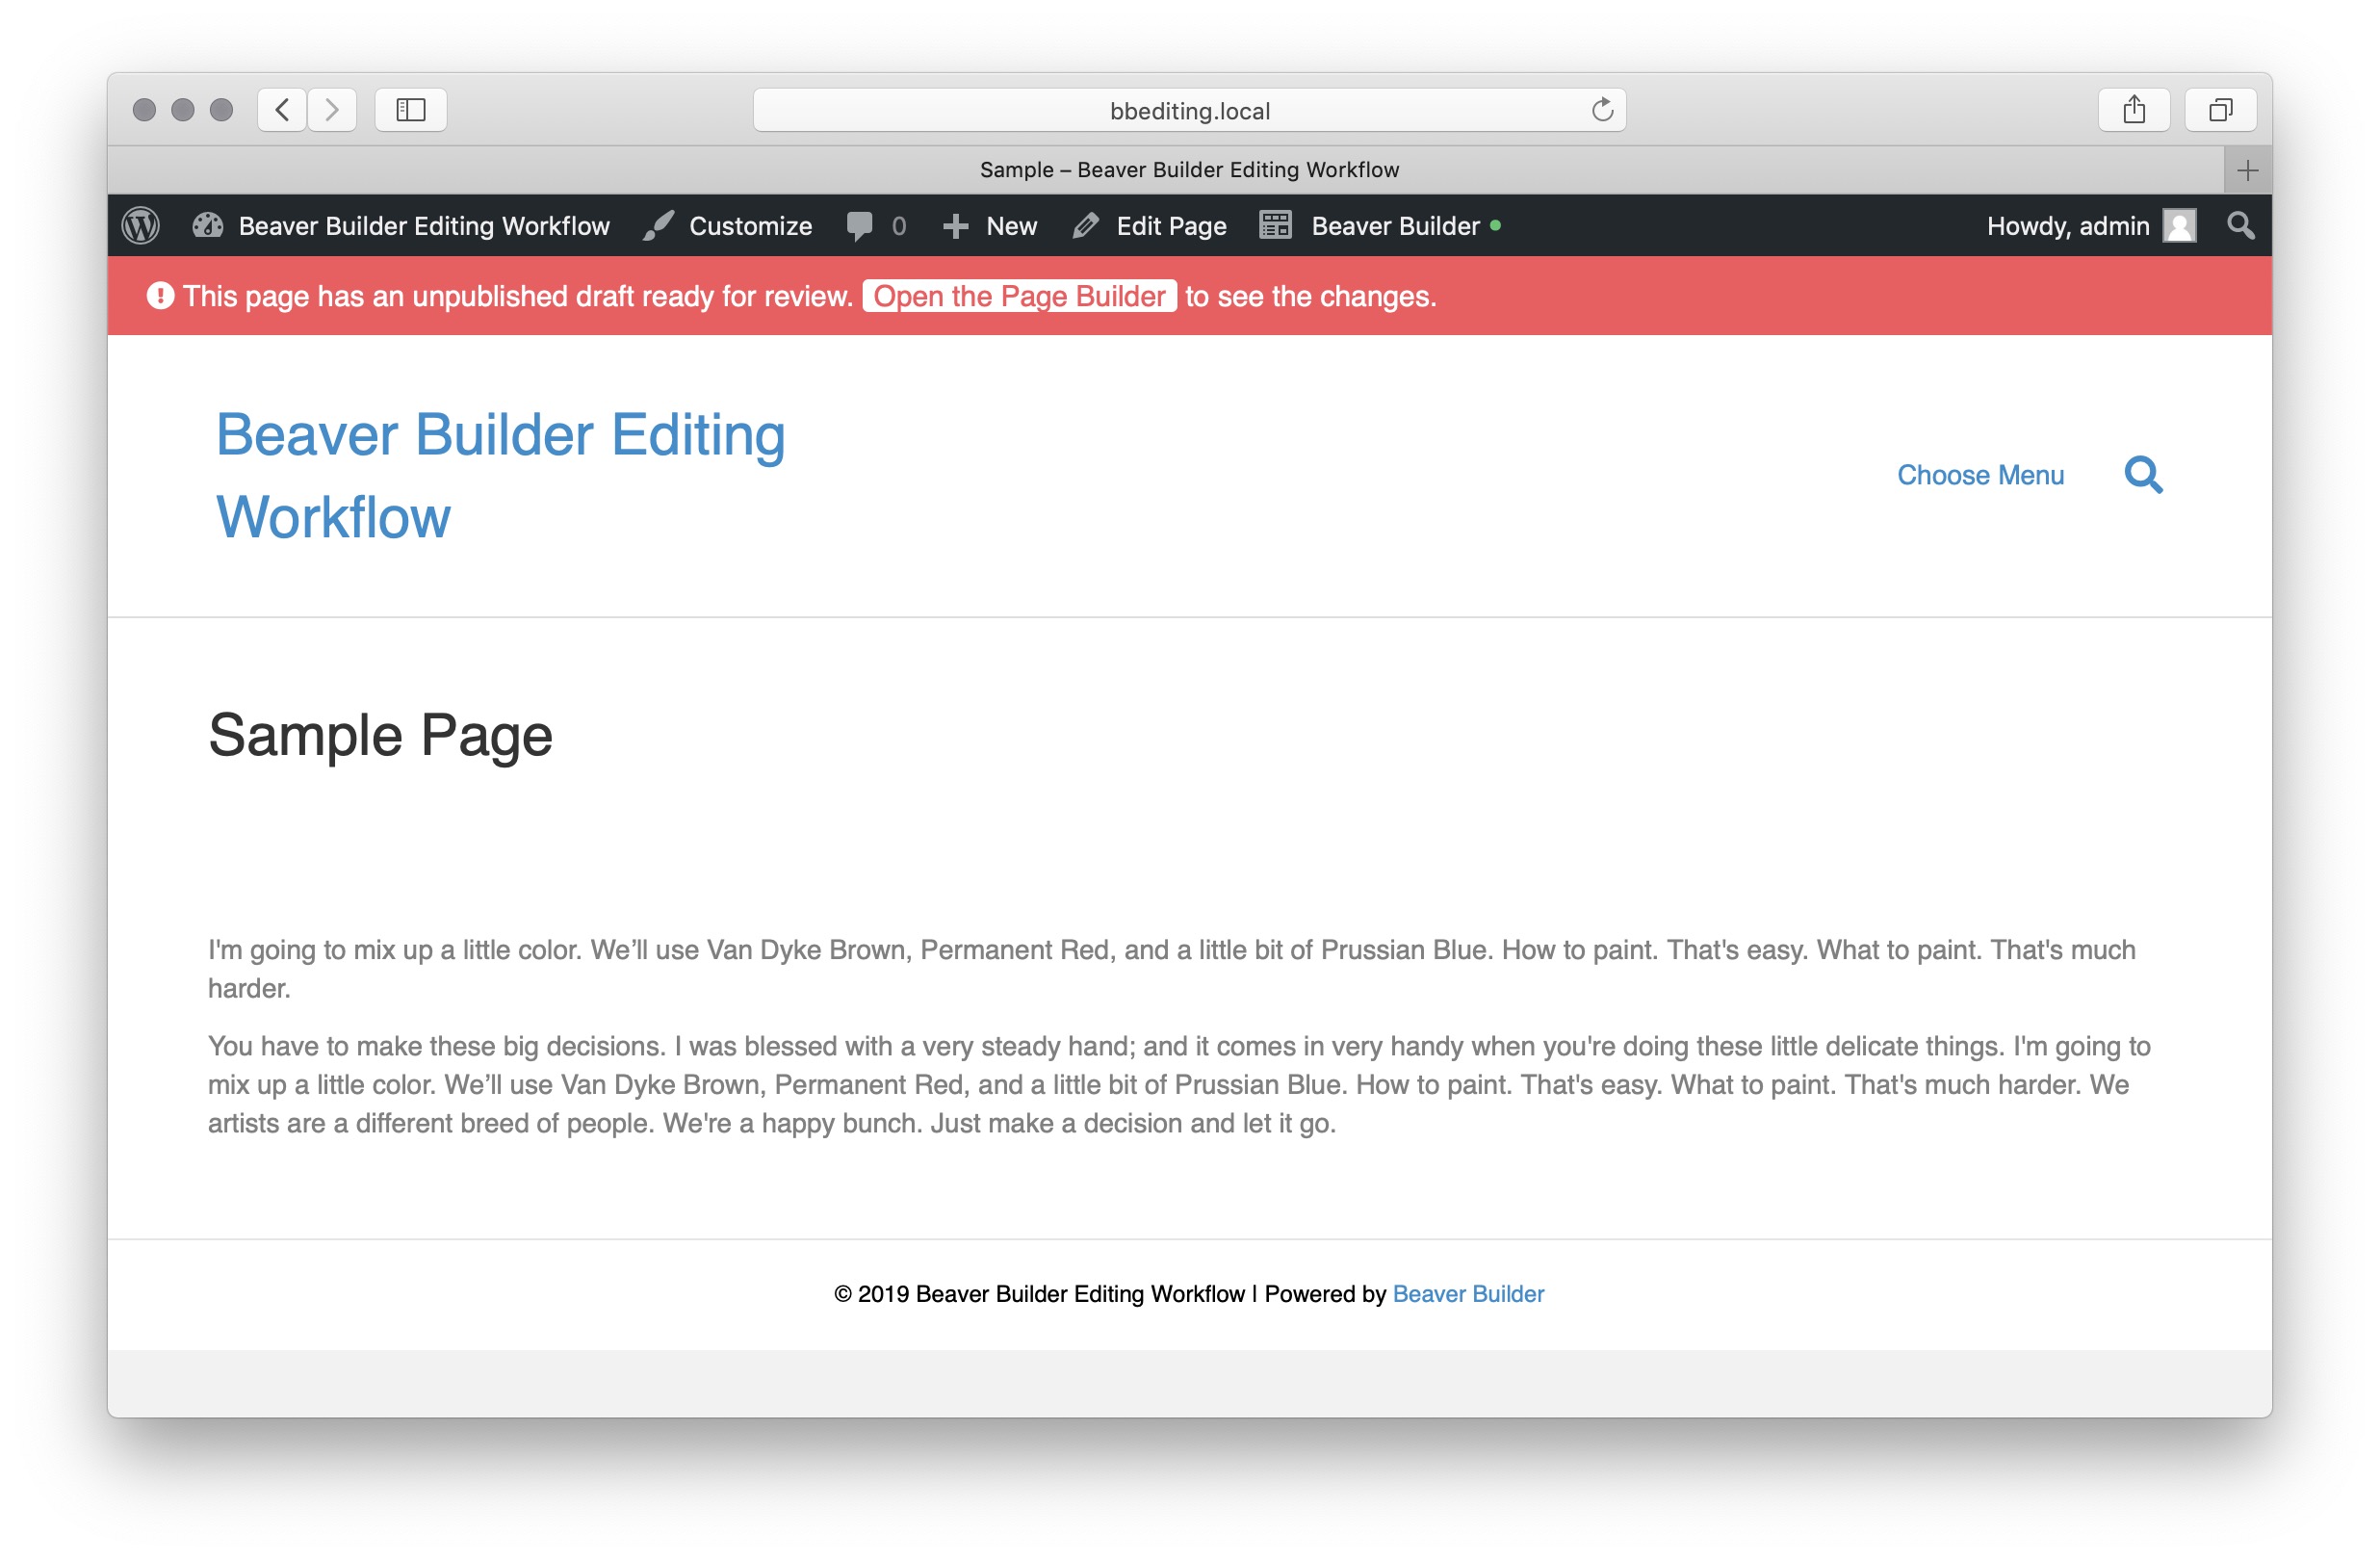 bbediting.local
Sample – Beaver Builder Editing Workflow
Beaver Builder Editing Workflow Customize 0 New Edit Page Beaver Builder Howdy, admin
This page has an unpublished draft ready for review. Open the Page Builder to see the changes.
Beaver Builder Editing
Workflow
Choose Menu
Sample Page
I'm going to mix up a little color. We’ll use Van Dyke Brown, Permanent Red, and a little bit of Prussian Blue. How to paint. That's easy. What to paint. That's much
harder.
You have to make these big decisions. I was blessed with a very steady hand; and it comes in very handy when you're doing these little delicate things. I'm going to
mix up a little color. We’ll use Van Dyke Brown, Permanent Red, and a little bit of Prussian Blue. How to paint. That's easy. What to paint. That's much harder. We
artists are a different breed of people. We're a happy bunch. Just make a decision and let it go.
© 2019 Beaver Builder Editing Workflow | Powered by Beaver Builder